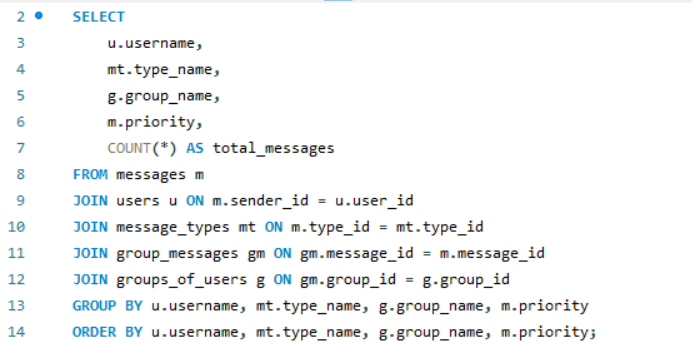 2 SELECT
3 u.username,
4 mt.type_name,
5 g.group_name,
6 m.priority,
7 COUNT(*) AS total_messages
8 FROM messages m
9 JOIN users u ON m.sender_id = u.user_id
10 JOIN message_types mt ON m.type_id = mt.type_id
11 JOIN group_messages gm ON gm.message_id = m.message_id
12 JOIN groups_of_users g ON gm.group_id = g.group_id
13 GROUP BY u.username, mt.type_name, g.group_name, m.priority
14 ORDER BY u.username, mt.type_name, g.group_name, m.priority;